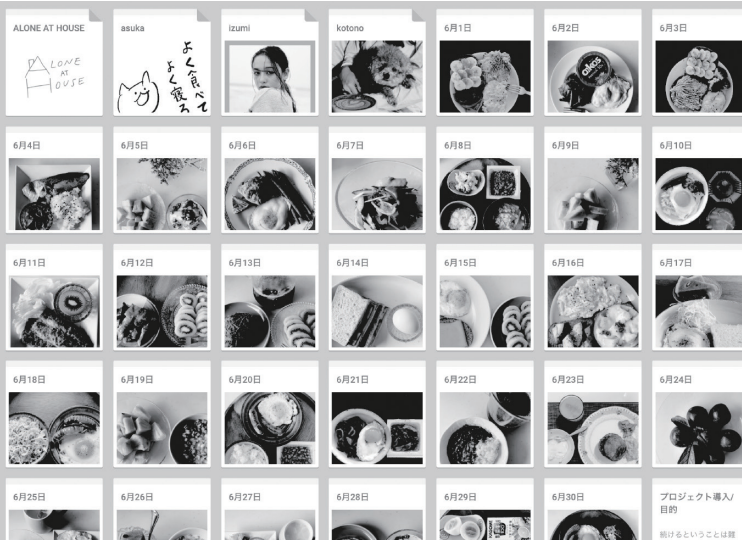 ALONE AT HOUSE
ALONE
AT
HOUSE
asuka
よく食べて
よく寝ろ
izumi
kotono
6月1日
6月2日
OIKOS
6月3日
6月4日
6月5日
6月6日
6月7日
6月8日
6月9日
6月10日
6月11日
6月12日
6月13日
6月14日
6月15日
6月16日
6月17日
6月18日
6月19日
6月20日
6月21日
6月22日
6月23日
6月24日
6月25日
6月26日
6月27日
6月28日
6月29日
6月30日
プロジェクト導入/
目的
続けるということは難